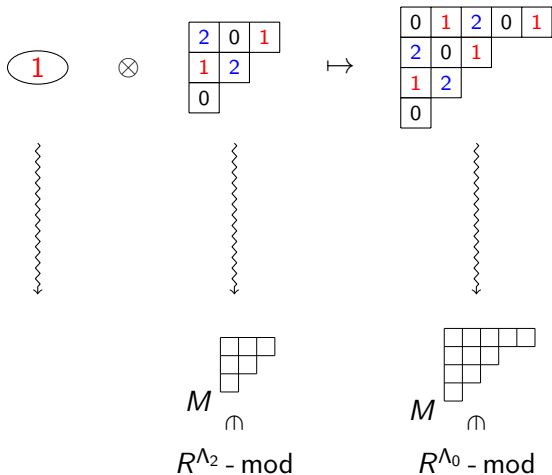 0 1 2 0 1
2 0 1 2 0 1
1 ⊗ 1 2 ↦ 1 2
0 0
M M
⋒ ⋒
R^Λ₂ - mod R^Λ₀ - mod